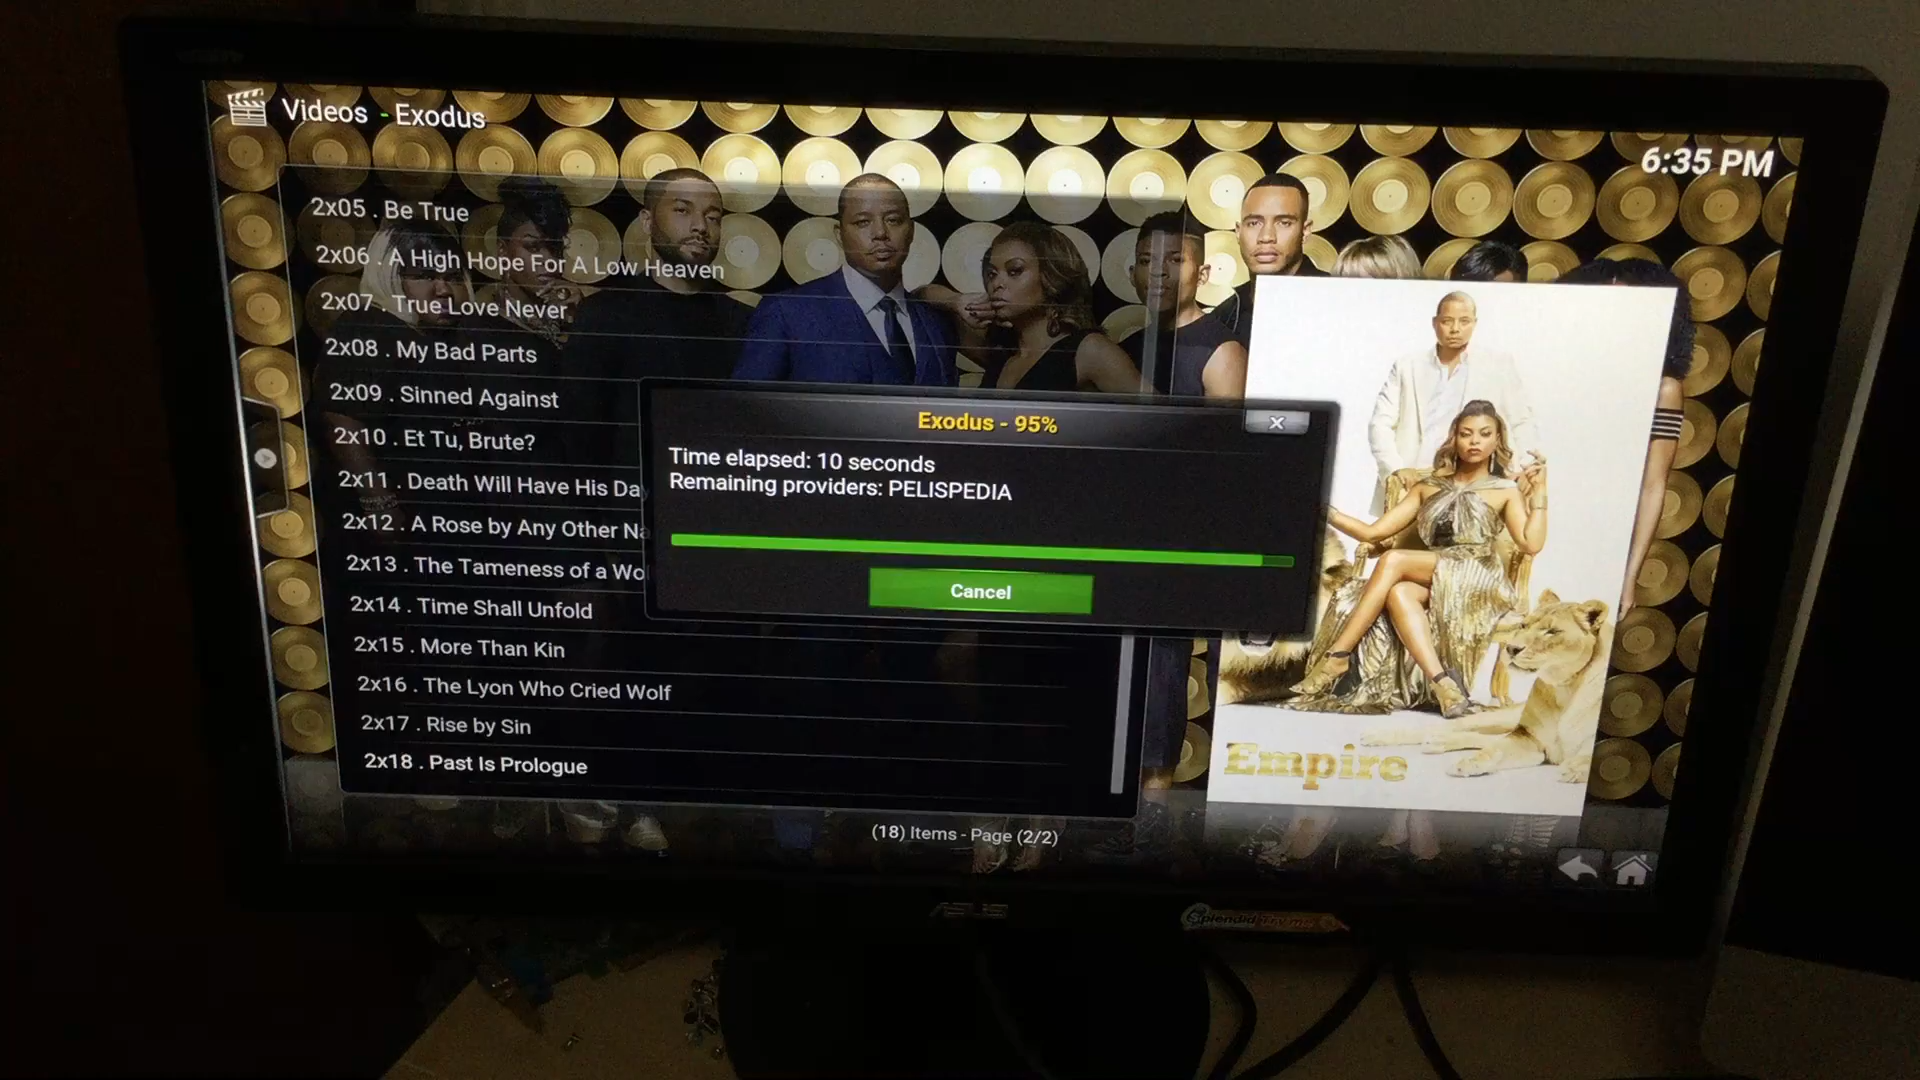 Videos - Exodus
6:35 PM
2x05 . Be True
2x06 . A High Hope For A Low Heaven
2x07 . True Love Never
2x08 . My Bad Parts
2x09 . Sinned Against
2x10 . Et Tu, Brute?
2x11 . Death Will Have His Da
2x12 . A Rose by Any Other Na
2x13 . The Tameness of a Wo
2x14 . Time Shall Unfold
2x15 . More Than Kin
2x16 . The Lyon Who Cried Wolf
2x17 . Rise by Sin
2x18 . Past Is Prologue
Exodus - 95%
Time elapsed: 10 seconds
Remaining providers: PELISPEDIA
Cancel
Empire
(18) Items - Page (2/2)
ASUS
Splendid